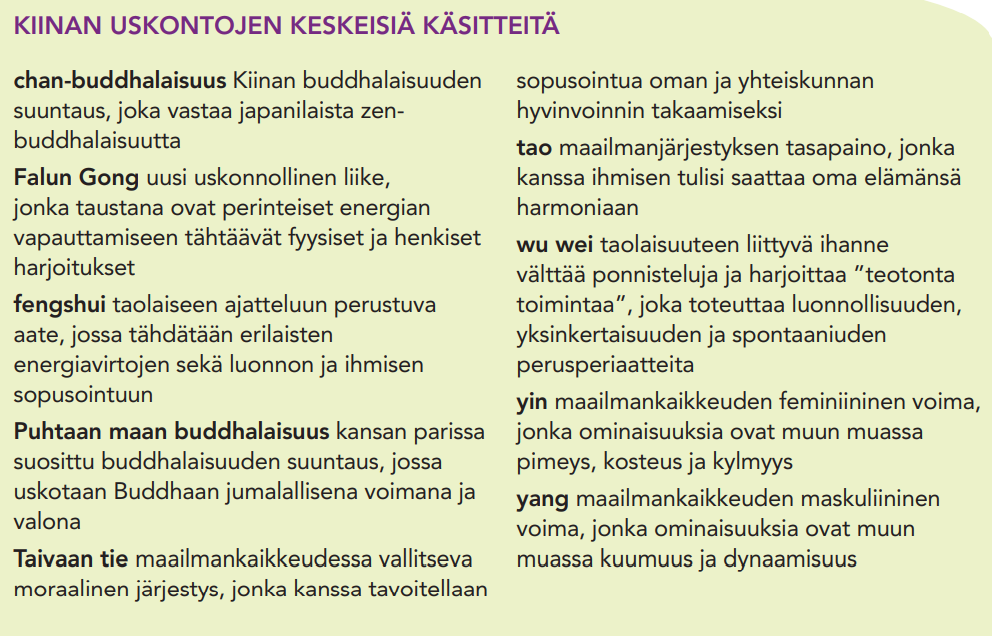 KIINAN USKONTOJEN KESKEISIÄ KÄSITTEITÄ
chan-buddhalaisuus Kiinan buddhalaisuuden
suuntaus, joka vastaa japanilaista zen-
buddhalaisuutta
Falun Gong uusi uskonnollinen liike,
jonka taustana ovat perinteiset energian
vapauttamiseen tähtäävät fyysiset ja henkiset
harjoitukset
fengshui taolaiseen ajatteluun perustuva
aate, jossa tähdätään erilaisten
energiavirtojen sekä luonnon ja ihmisen
sopusointuun
Puhtaan maan buddhalaisuus kansan parissa
suosittu buddhalaisuuden suuntaus, jossa
uskotaan Buddhaan jumalallisena voimana ja
valona
Taivaan tie maailmankaikkeudessa vallitseva
moraalinen järjestys, jonka kanssa tavoitellaan
sopusointua oman ja yhteiskunnan
hyvinvoinnin takaamiseksi
tao maailmanjärjestyksen tasapaino, jonka
kanssa ihmisen tulisi saattaa oma elämänsä
harmoniaan
wu wei taolaisuuteen liittyvä ihanne
välttää ponnisteluja ja harjoittaa ”teotonta
toimintaa”, joka toteuttaa luonnollisuuden,
yksinkertaisuuden ja spontaaniuden
perusperiaatteita
yin maailmankaikkeuden feminiininen voima,
jonka ominaisuuksia ovat muun muassa
pimeys, kosteus ja kylmyys
yang maailmankaikkeuden maskuliininen
voima, jonka ominaisuuksia ovat muun
muassa kuumuus ja dynaamisuus